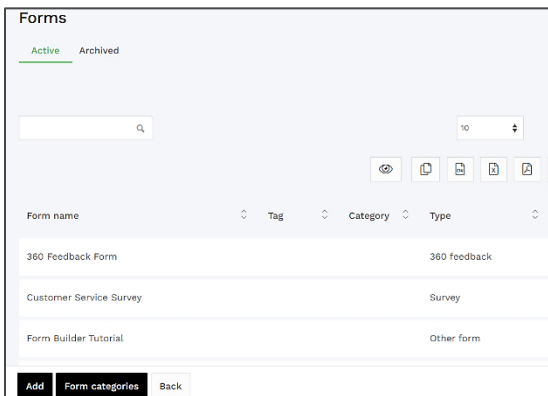 Forms
Active Archived
10
Form name Tag Category Type
360 Feedback Form 360 feedback
Customer Service Survey Survey
Form Builder Tutorial Other form
Add Form categories Back